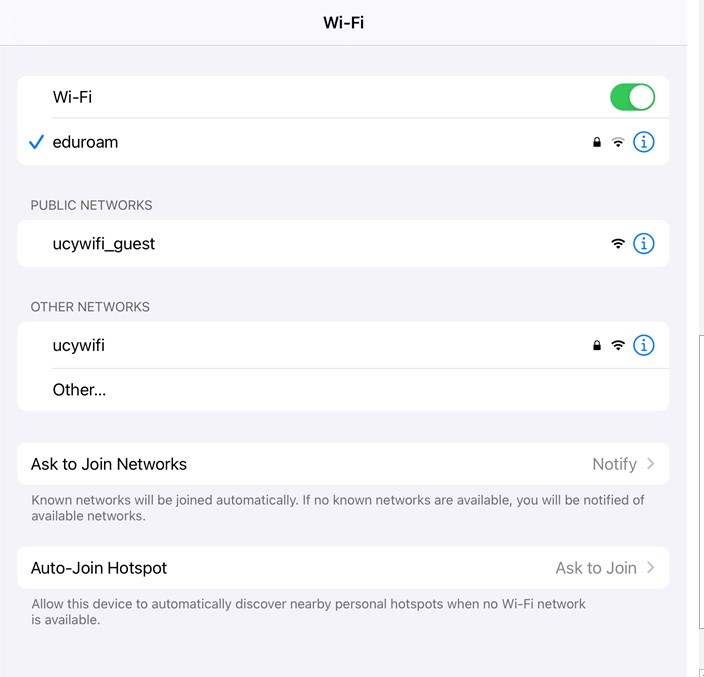 Wi-Fi
Wi-Fi
eduroam
PUBLIC NETWORKS
ucywifi_guest
OTHER NETWORKS
ucywifi
Other...
Ask to Join Networks Notify
Known networks will be joined automatically. If no known networks are available, you will be notified of
available networks.
Auto-Join Hotspot Ask to Join
Allow this device to automatically discover nearby personal hotspots when no Wi-Fi network
is available.